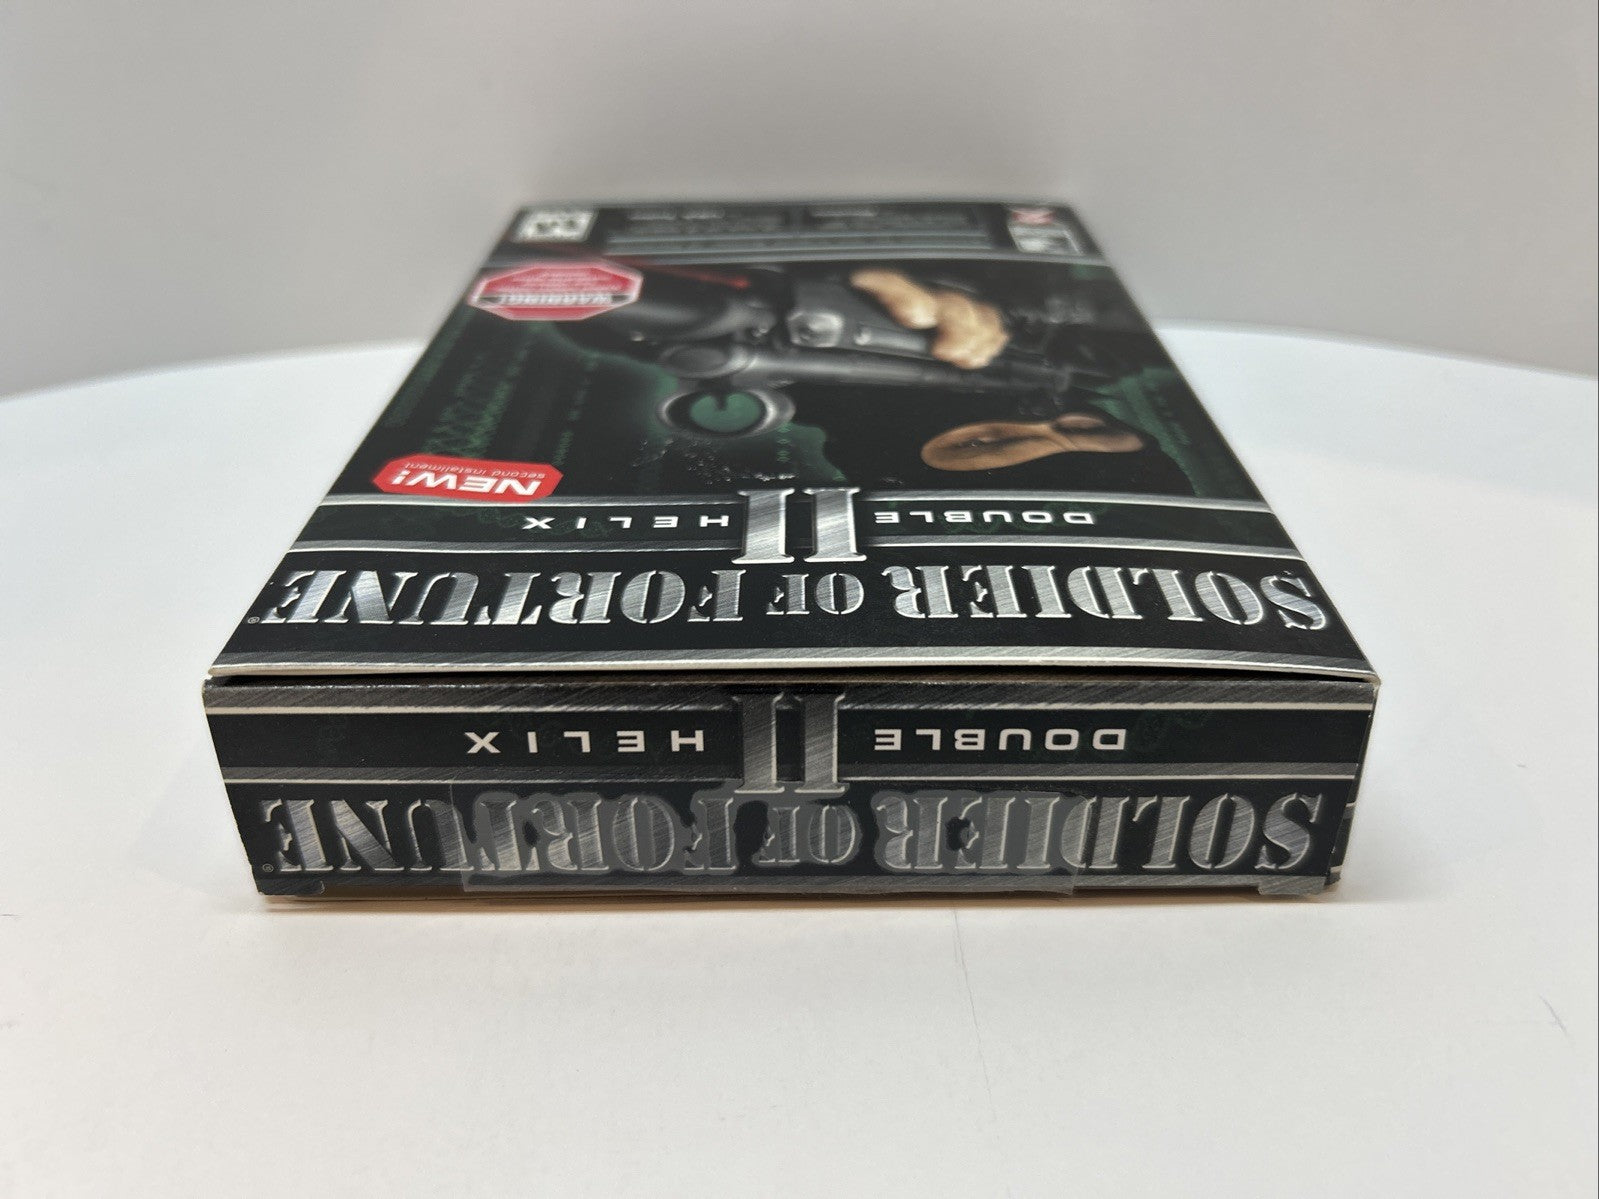 SOLDIER OF FORTUNE®
II
DOUBLE HELIX
NEW!
second installment
WARNING!
SOLDIER OF FORTUNE®
II
DOUBLE HELIX